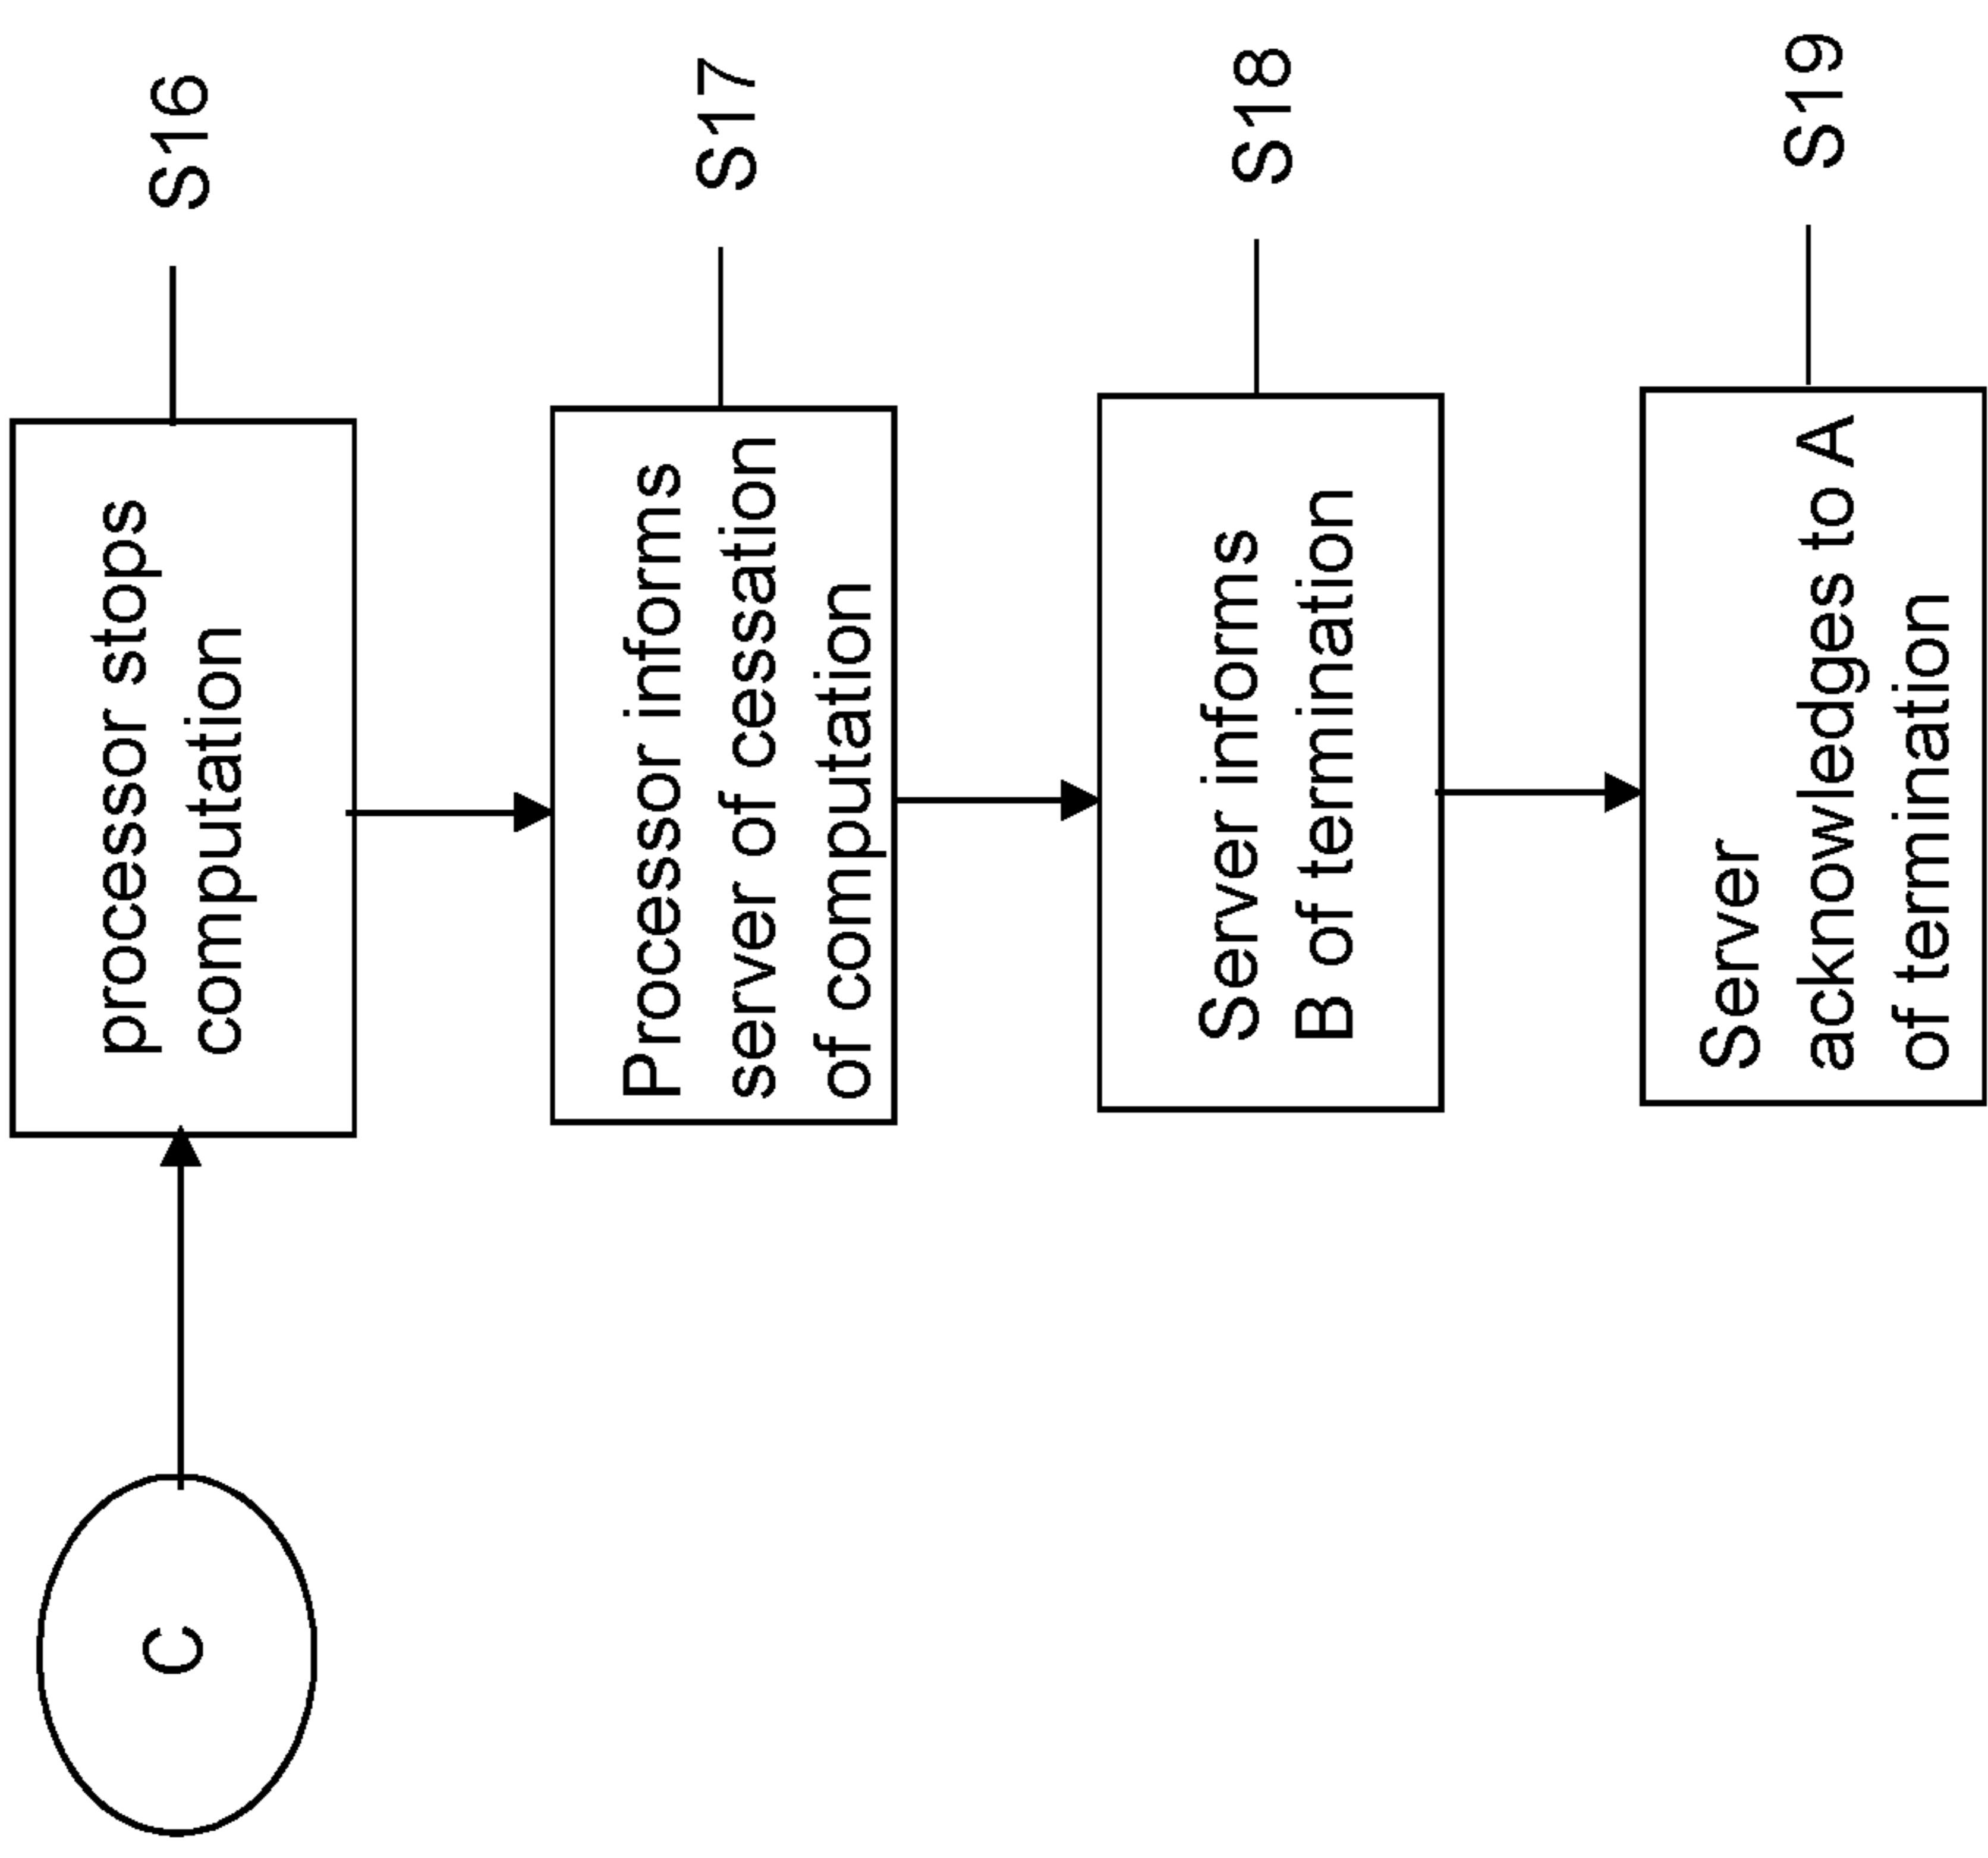 C
processor stops
computation
S16
Processor informs
server of cessation
of computation
S17
Server informs
B of termination
S18
Server
acknowledges to A
of termination
S19